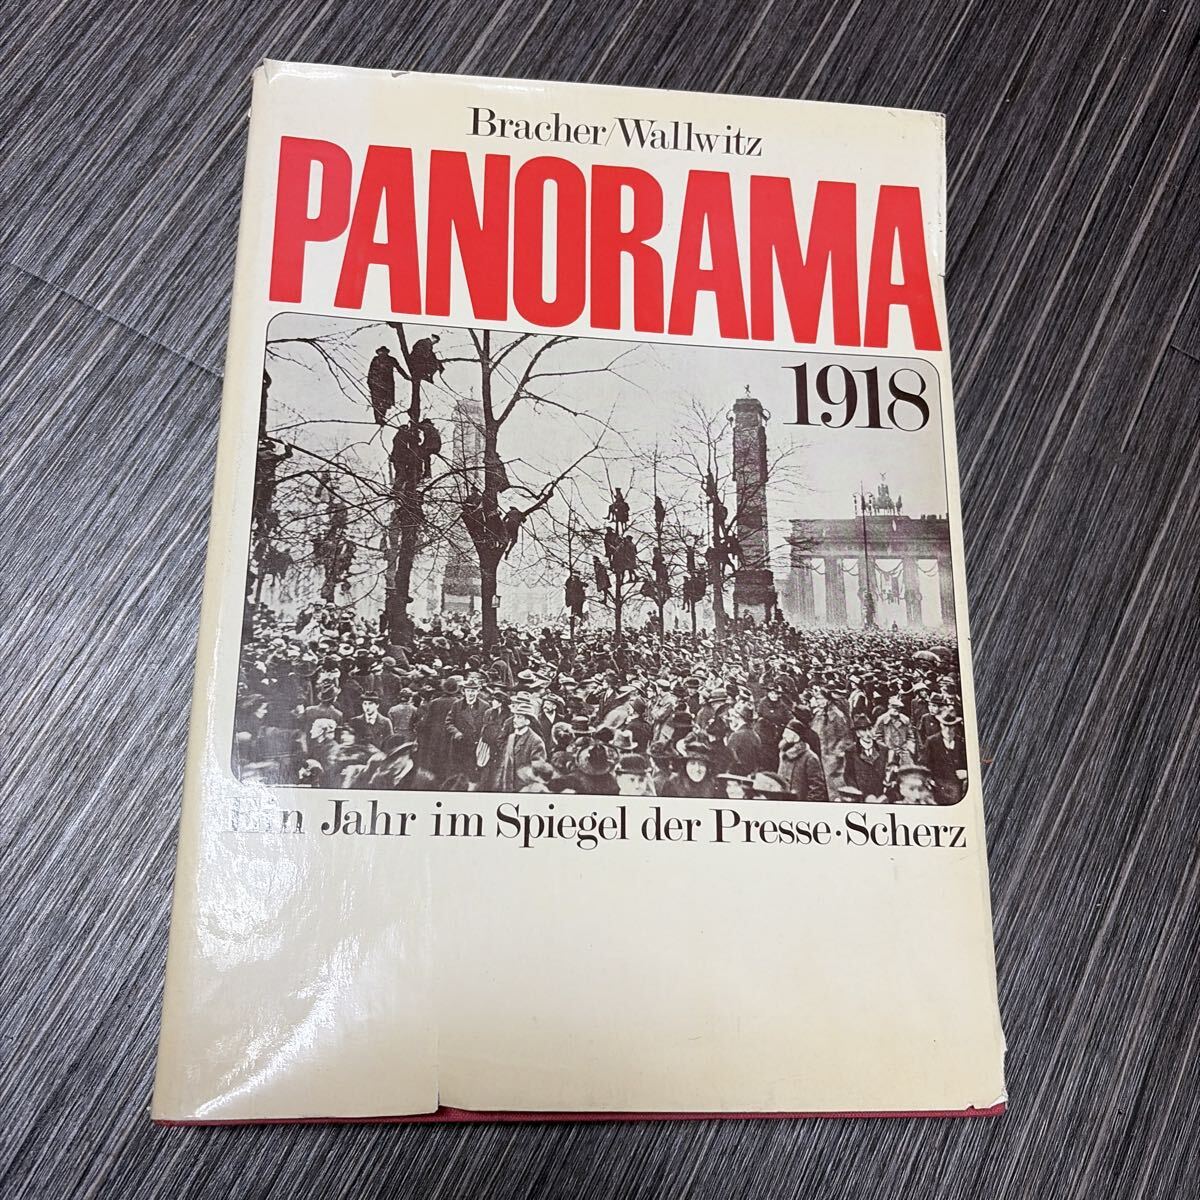 Bracher/Wallwitz
PANORAMA
1918
Ein Jahr im Spiegel der Presse·Scherz